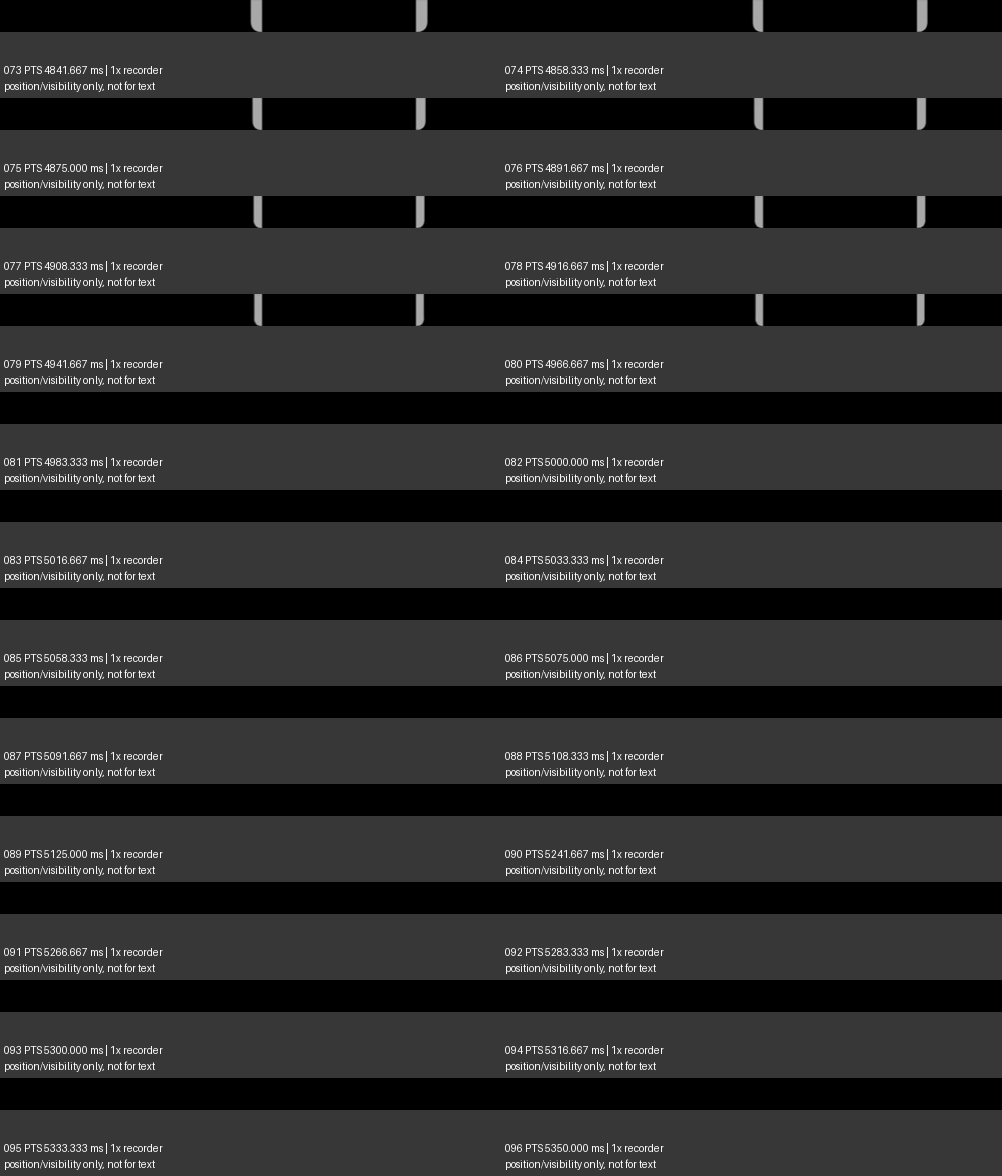 073 PTS 4841.667 ms | 1x recorder
position/visibility only, not for text
074 PTS 4858.333 ms | 1x recorder
position/visibility only, not for text
075 PTS 4875.000 ms | 1x recorder
position/visibility only, not for text
076 PTS 4891.667 ms | 1x recorder
position/visibility only, not for text
077 PTS 4908.333 ms | 1x recorder
position/visibility only, not for text
078 PTS 4916.667 ms | 1x recorder
position/visibility only, not for text
079 PTS 4941.667 ms | 1x recorder
position/visibility only, not for text
080 PTS 4966.667 ms | 1x recorder
position/visibility only, not for text
081 PTS 4983.333 ms | 1x recorder
position/visibility only, not for text
082 PTS 5000.000 ms | 1x recorder
position/visibility only, not for text
083 PTS 5016.667 ms | 1x recorder
position/visibility only, not for text
084 PTS 5033.333 ms | 1x recorder
position/visibility only, not for text
085 PTS 5058.333 ms | 1x recorder
position/visibility only, not for text
086 PTS 5075.000 ms | 1x recorder
position/visibility only, not for text
087 PTS 5091.667 ms | 1x recorder
position/visibility only, not for text
088 PTS 5108.333 ms | 1x recorder
position/visibility only, not for text
089 PTS 5125.000 ms | 1x recorder
position/visibility only, not for text
090 PTS 5241.667 ms | 1x recorder
position/visibility only, not for text
091 PTS 5266.667 ms | 1x recorder
position/visibility only, not for text
092 PTS 5283.333 ms | 1x recorder
position/visibility only, not for text
093 PTS 5300.000 ms | 1x recorder
position/visibility only, not for text
094 PTS 5316.667 ms | 1x recorder
position/visibility only, not for text
095 PTS 5333.333 ms | 1x recorder
position/visibility only, not for text
096 PTS 5350.000 ms | 1x recorder
position/visibility only, not for text